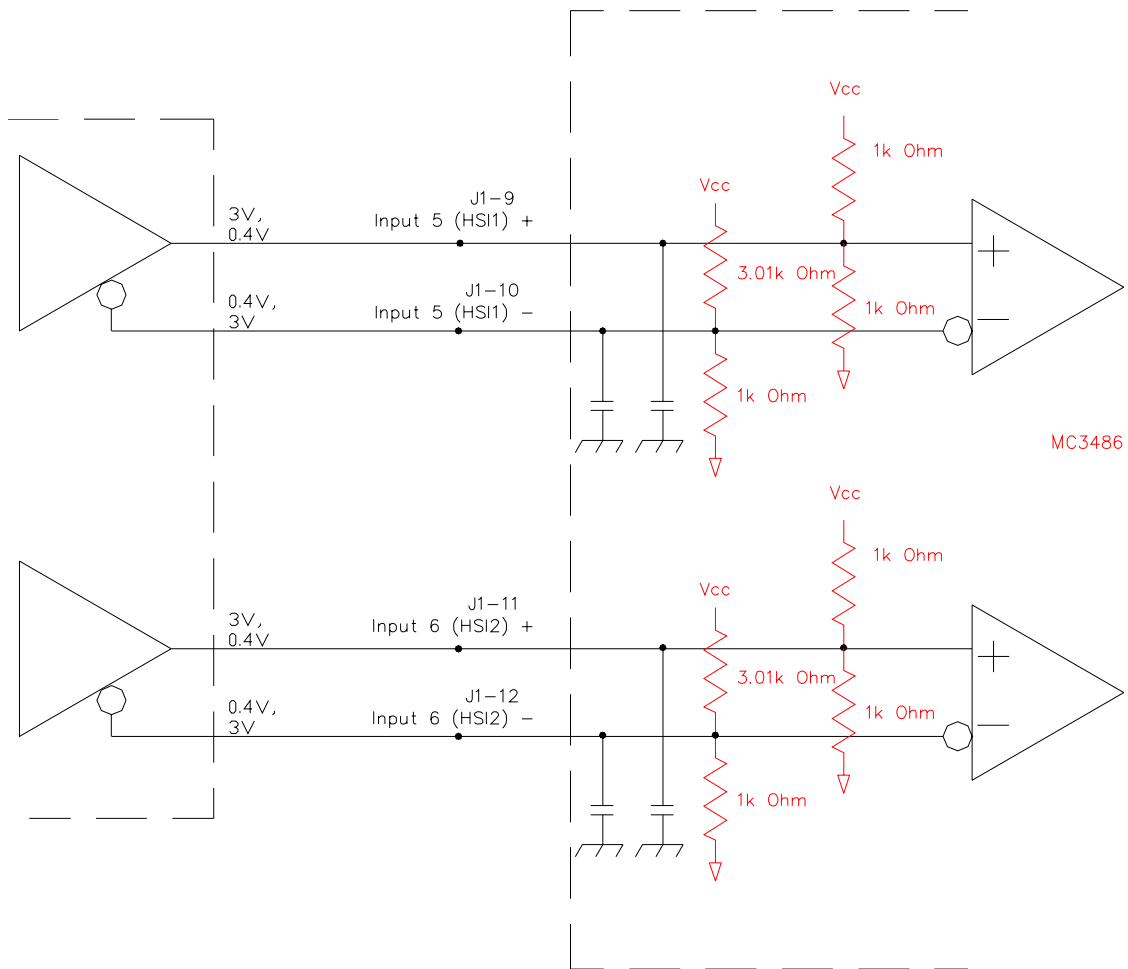 Vcc
1k Ohm
Vcc
J1-9
Input 5 (HSI1) +
3V,
0.4V
3.01k Ohm
J1-10
Input 5 (HSI1) -
0.4V,
3V
1k Ohm
+
-
1k Ohm
MC3486
Vcc
1k Ohm
Vcc
J1-11
Input 6 (HSI2) +
3V,
0.4V
3.01k Ohm
J1-12
Input 6 (HSI2) -
0.4V,
3V
1k Ohm
+
-
1k Ohm